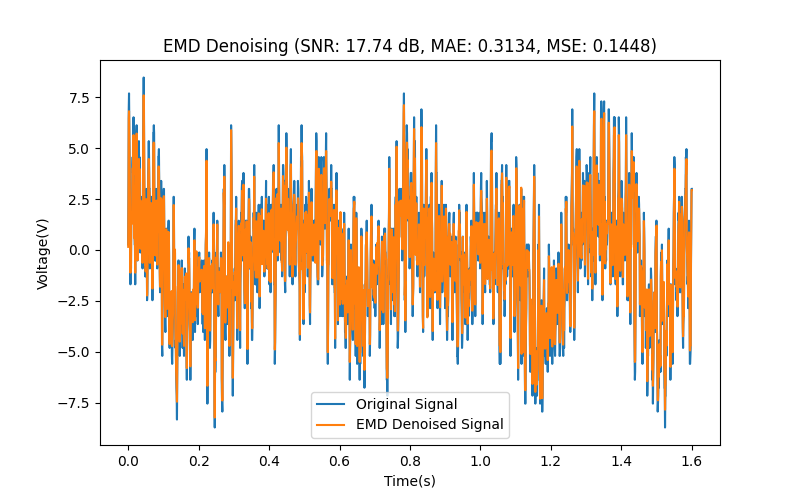 EMD Denoising (SNR: 17.74 dB, MAE: 0.3134, MSE: 0.1448)
Voltage(V)
7.5
5.0
2.5
0.0
−2.5
−5.0
−7.5
Original Signal
EMD Denoised Signal
0.0 0.2 0.4 0.6 0.8 1.0 1.2 1.4 1.6
Time(s)